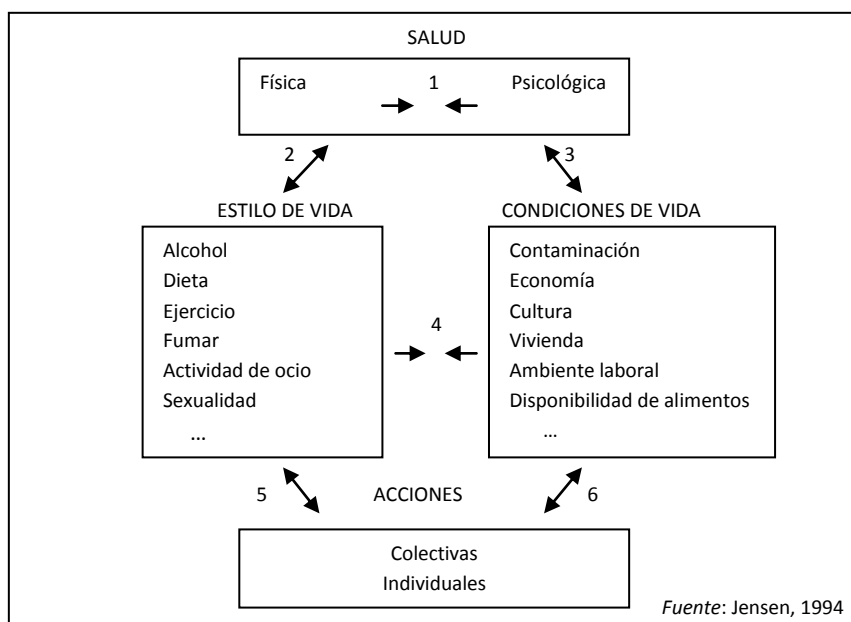 SALUD
Física 1 Psicológica
2 3
ESTILO DE VIDA CONDICIONES DE VIDA
Alcohol
Dieta
Ejercicio
Fumar
Actividad de ocio
Sexualidad
...
4
Contaminación
Economía
Cultura
Vivienda
Ambiente laboral
Disponibilidad de alimentos
...
5 ACCIONES 6
Colectivas
Individuales
Fuente: Jensen, 1994